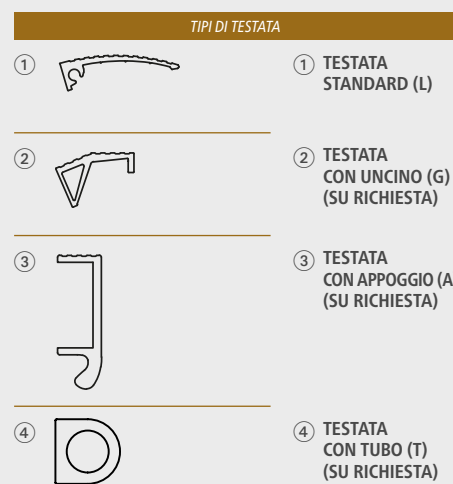 TIPI DI TESTATA
1
1 TESTATA
STANDARD (L)
2
2 TESTATA
CON UNCINO (G)
(SU RICHIESTA)
3
3 TESTATA
CON APPOGGIO (A
(SU RICHIESTA)
4
4 TESTATA
CON TUBO (T)
(SU RICHIESTA)